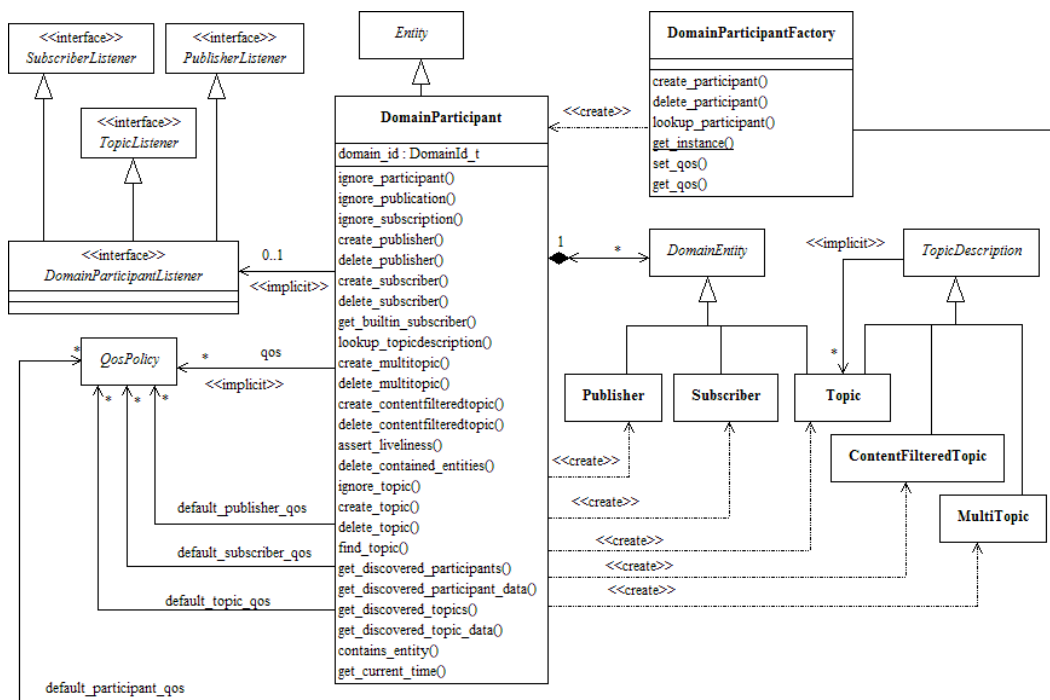 <<interface>>
SubscriberListener
<<interface>>
PublisherListener
Entity
DomainParticipantFactory
create_participant()
delete_participant()
lookup_participant()
get_instance()
set_qos()
get_qos()
<<interface>>
TopicListener
<<create>>
DomainParticipant
domain_id : DomainId_t
ignore_participant()
ignore_publication()
ignore_subscription()
create_publisher()
delete_publisher()
create_subscriber()
delete_subscriber()
get_builtin_subscriber()
lookup_topicdescription()
create_multitopic()
delete_multitopic()
create_contentfilteredtopic()
delete_contentfilteredtopic()
assert_liveliness()
delete_contained_entities()
ignore_topic()
create_topic()
delete_topic()
find_topic()
get_discovered_participants()
get_discovered_participant_data()
get_discovered_topics()
get_discovered_topic_data()
contains_entity()
get_current_time()
<<interface>>
DomainParticipantListener
0..1
<<implicit>>
1
*
DomainEntity
<<implicit>>
TopicDescription
*
QosPolicy
*
*
*
*
* qos
<<implicit>>
Publisher
Subscriber
Topic
ContentFilteredTopic
MultiTopic
<<create>>
<<create>>
<<create>>
<<create>>
<<create>>
default_publisher_qos
default_subscriber_qos
default_topic_qos
default_participant_qos